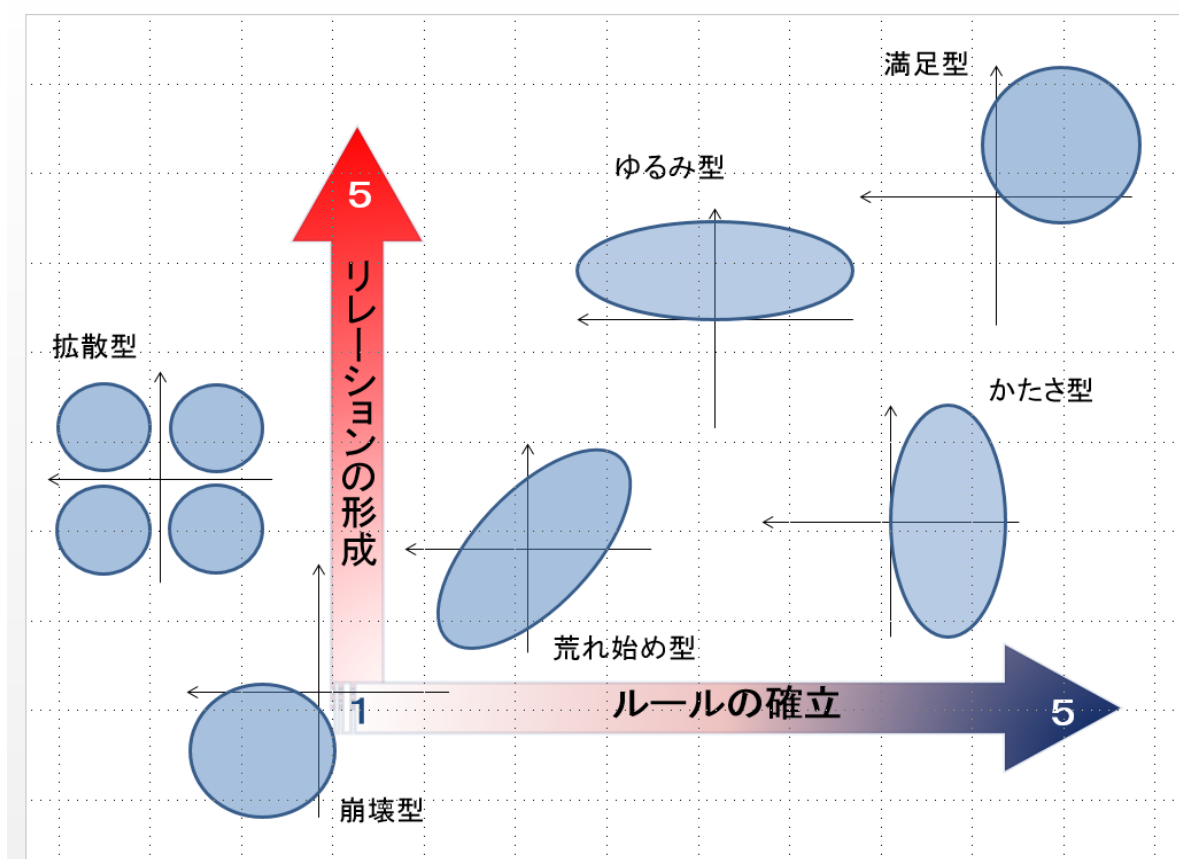 満足型
ゆるみ型
5
リレーションの形成
拡散型
かたさ型
荒れ始め型
1
ルールの確立
5
崩壊型